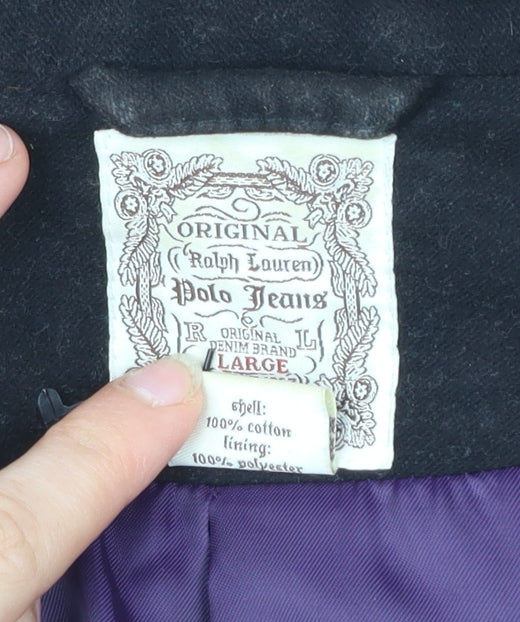 ORIGINAL
(Ralph Lauren)
Polo Jeans
R ORIGINAL L
DENIM BRAND
LARGE
shell:
100% cotton
lining:
100% polyester